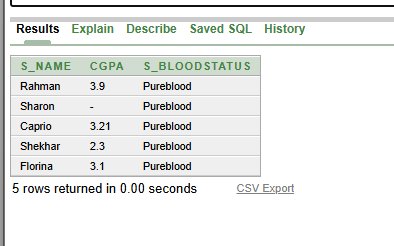 Results Explain Describe Saved SQL History
S_NAME CGPA S_BLOODSTATUS
Rahman 3.9 Pureblood
Sharon - Pureblood
Caprio 3.21 Pureblood
Shekhar 2.3 Pureblood
Florina 3.1 Pureblood
5 rows returned in 0.00 seconds CSV Export